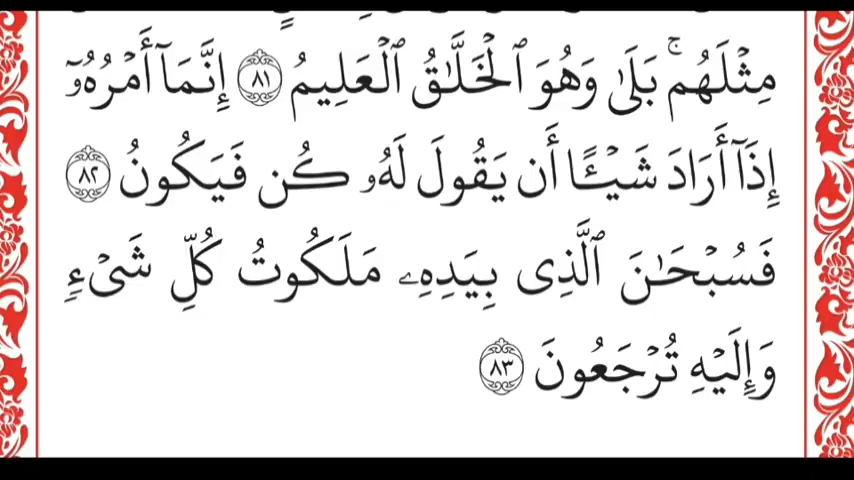 مِثْلَهُم ۚ بَلَىٰ وَهُوَ ٱلْخَلَّـٰقُ ٱلْعَلِيمُ ٨١ إِنَّمَآ أَمْرُهُۥٓ
إِذَآ أَرَادَ شَيْـًٔا أَن يَقُولَ لَهُۥ كُن فَيَكُونُ ٨٢
فَسُبْحَـٰنَ ٱلَّذِى بِيَدِهِۦ مَلَكُوتُ كُلِّ شَىْءٍ
وَإِلَيْهِ تُرْجَعُونَ ٨٣